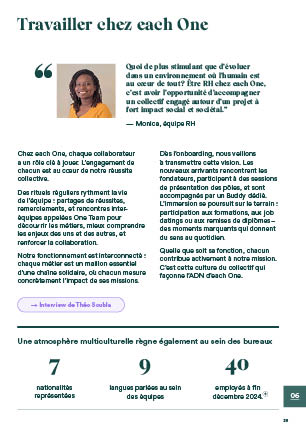 Travailler chez each One
“
Quoi de plus stimulant que d'évoluer
dans un environnement où l'humain est
au cœur de tout? Être RH chez each One,
c'est avoir l'opportunité d'accompagner
un collectif engagé autour d'un projet à
fort impact social et sociétal.”
— Monica, équipe RH
Chez each One, chaque collaborateur
a un rôle clé à jouer. L'engagement de
chacun est au cœur de notre réussite
collective.
Des rituels réguliers rythment la vie
de l'équipe : partages de réussites,
remerciements, et rencontres inter-
équipes appelées One Team pour
découvrir les métiers, mieux comprendre
les enjeux des uns et des autres, et
renforcer la collaboration.
Notre fonctionnement est interconnecté :
chaque métier est un maillon essentiel
d'une chaîne solidaire, où chacun mesure
concrètement l'impact de ses missions.
→ Interview de Théo Scubla
Dès l'onboarding, nous veillons
à transmettre cette vision. Les
nouveaux arrivants rencontrent les
fondateurs, participent à des sessions
de présentation des pôles, et sont
accompagnés par un Buddy dédié.
L'immersion se poursuit sur le terrain :
participation aux formations, aux job
datings ou aux remises de diplômes –
des moments marquants qui donnent
du sens au quotidien.
Quelle que soit sa fonction, chacun
contribue activement à notre mission.
C'est cette culture du collectif qui
façonne l'ADN d'each One.
Une atmosphère multiculturelle règne également au sein des bureaux
7
nationalités
représentées
9
langues parlées au sein
des équipes
40
employés à fin
décembre 2024.
06
39